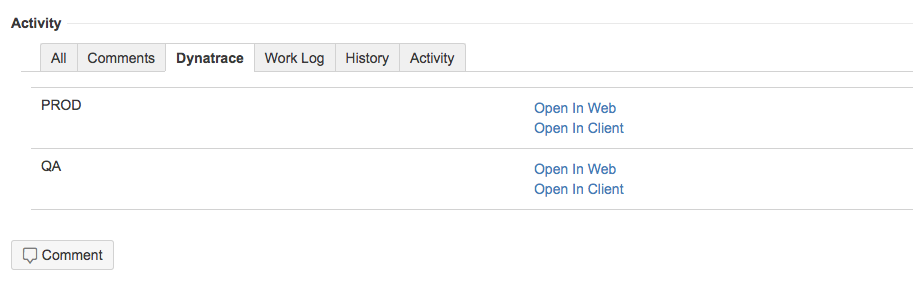 Activity
All Comments Dynatrace Work Log History Activity
PROD Open In Web
Open In Client
QA Open In Web
Open In Client
Comment